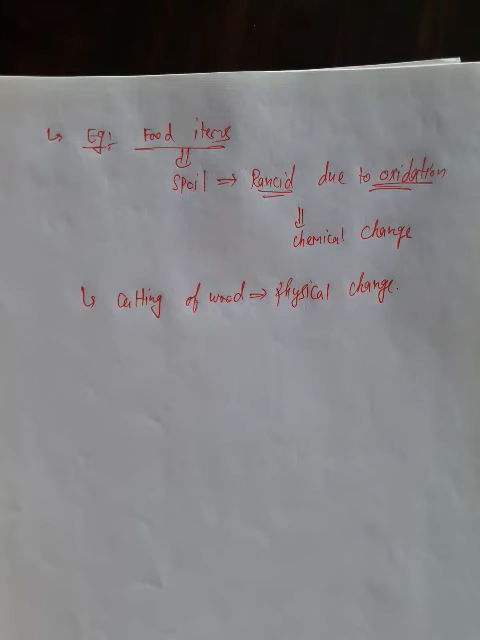 ↳ Eg:- Food items
⇓
Spoil ⇒ Rancid due to oxidation
⇓
chemical change
↳ Cutting of wood ⇒ Physical change.